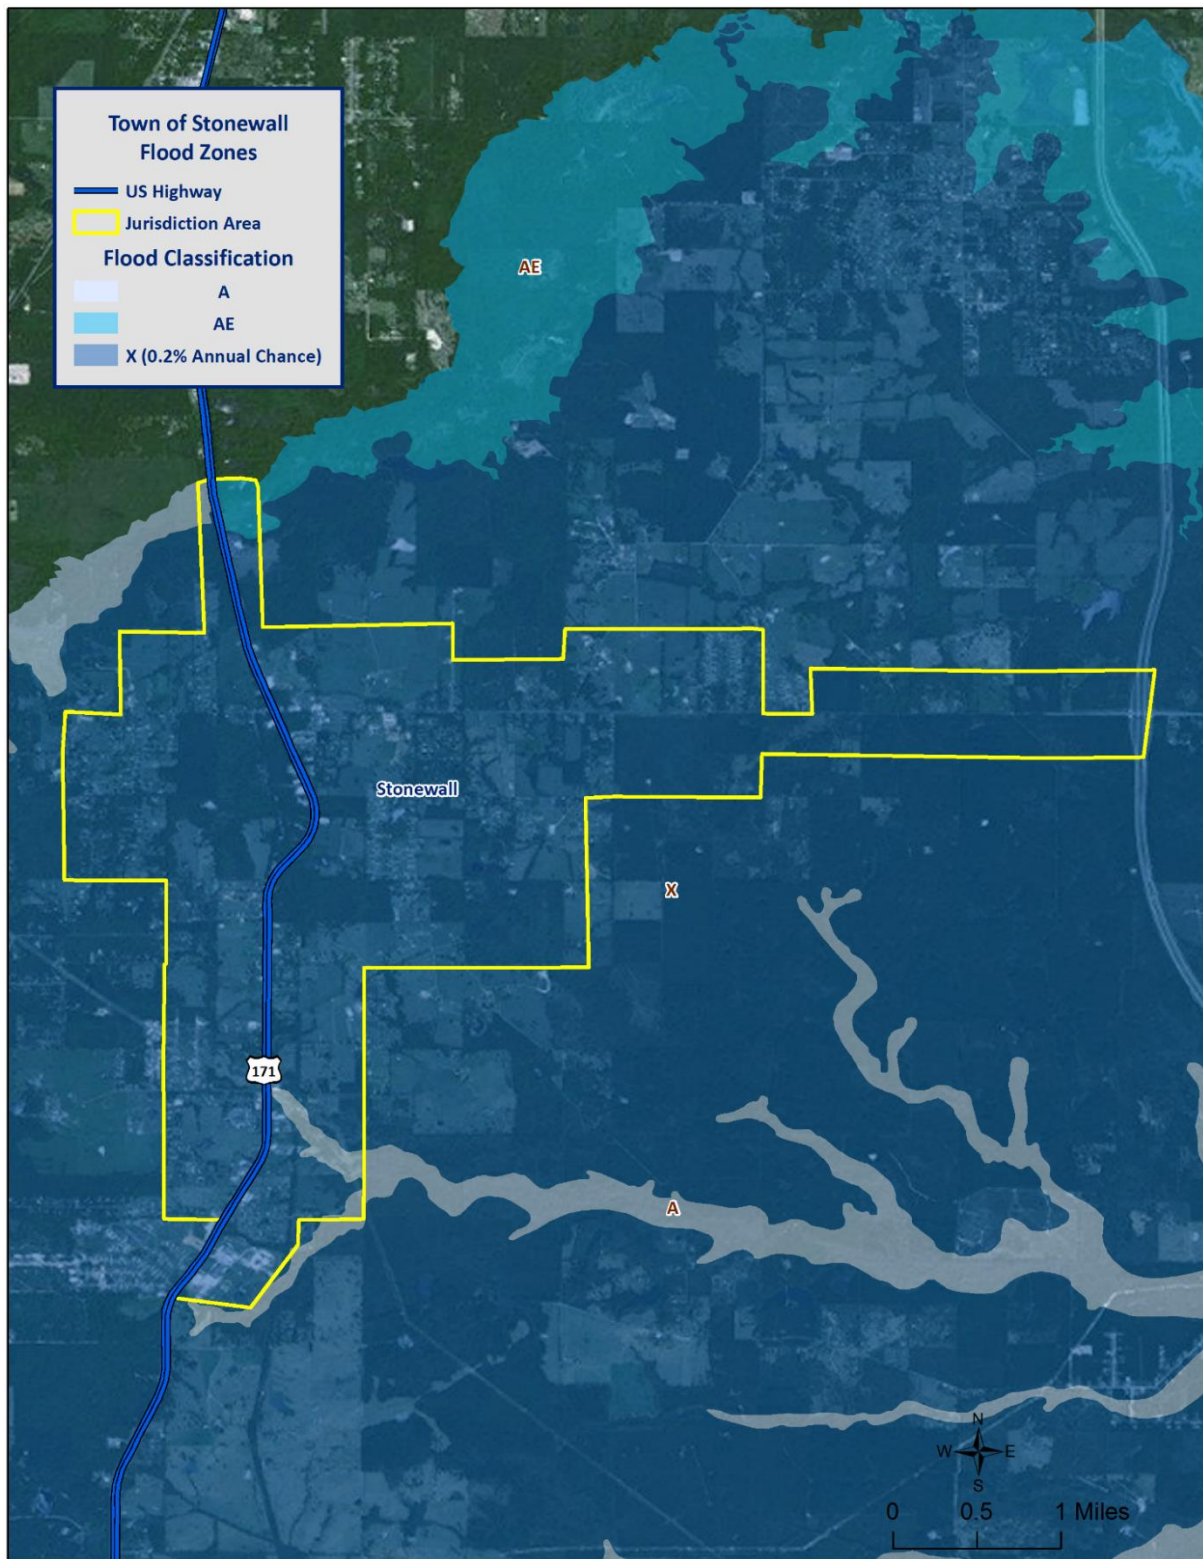 Town of Stonewall
Flood Zones
US Highway
Jurisdiction Area
Flood Classification
A
AE
X (0.2% Annual Chance)
AE
Stonewall
X
171
A
N
W E
S
0 0.5 1 Miles